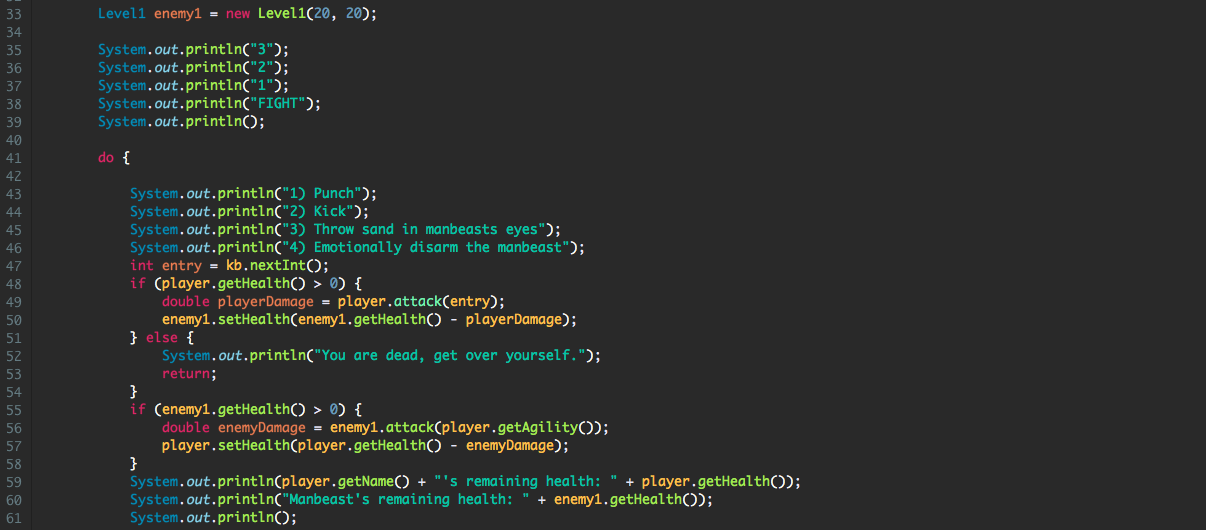 33 Level1 enemy1 = new Level1(20, 20);
34
35 System.out.println("3");
36 System.out.println("2");
37 System.out.println("1");
38 System.out.println("FIGHT");
39 System.out.println();
40
41 do {
42
43 System.out.println("1) Punch");
44 System.out.println("2) Kick");
45 System.out.println("3) Throw sand in manbeasts eyes");
46 System.out.println("4) Emotionally disarm the manbeast");
47 int entry = kb.nextInt();
48 if (player.getHealth() > 0) {
49 double playerDamage = player.attack(entry);
50 enemy1.setHealth(enemy1.getHealth() - playerDamage);
51 } else {
52 System.out.println("You are dead, get over yourself.");
53 return;
54 }
55 if (enemy1.getHealth() > 0) {
56 double enemyDamage = enemy1.attack(player.getAgility());
57 player.setHealth(player.getHealth() - enemyDamage);
58 }
59 System.out.println(player.getName() + "'s remaining health: " + player.getHealth());
60 System.out.println("Manbeast's remaining health: " + enemy1.getHealth());
61 System.out.println();